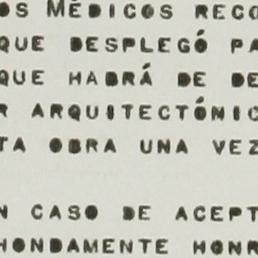 OS MÉDICOS RECO
QUE DESPLEGÓ PA
QUE HABRÁ DE DE
R ARQUITECTÓNIC
TA OBRA UNA VEZ
N CASO DE ACEPT
HONDAMENTE HONR